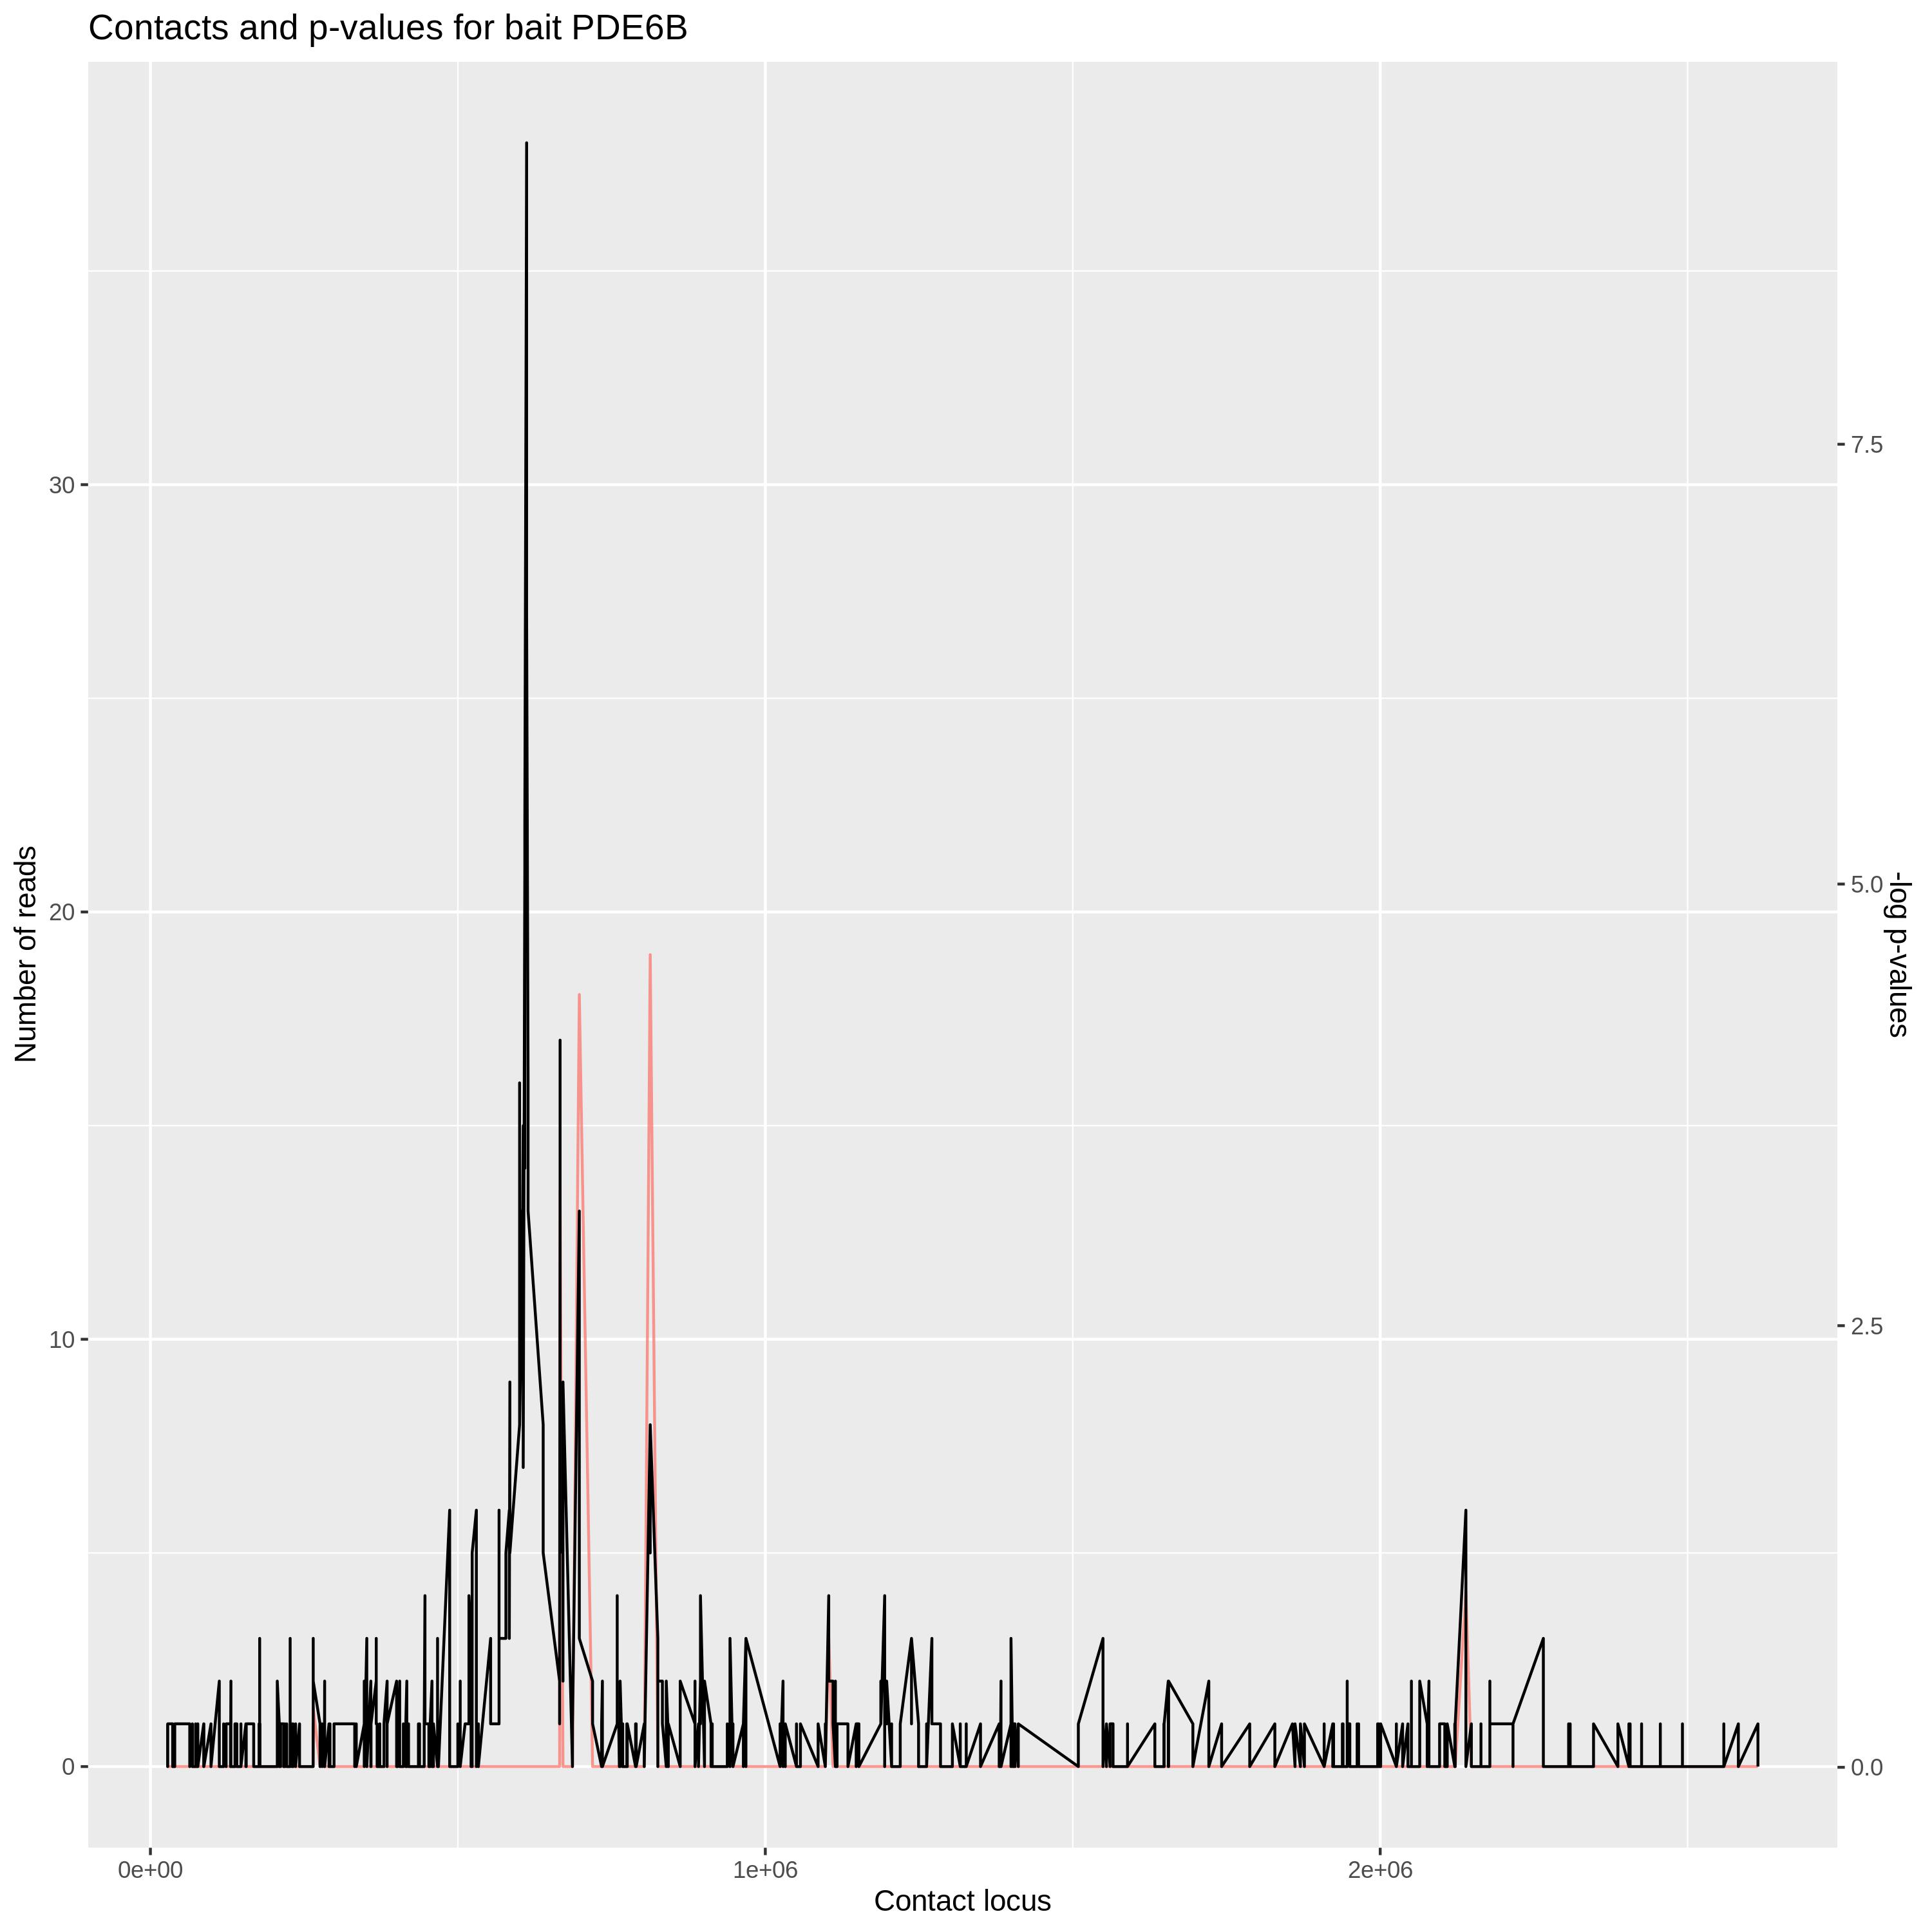 Contacts and p-values for bait PDE6B
Number of reads
30
20
10
0
7.5
5.0
2.5
0.0
-log p-values
0e+00
1e+06
2e+06
Contact locus